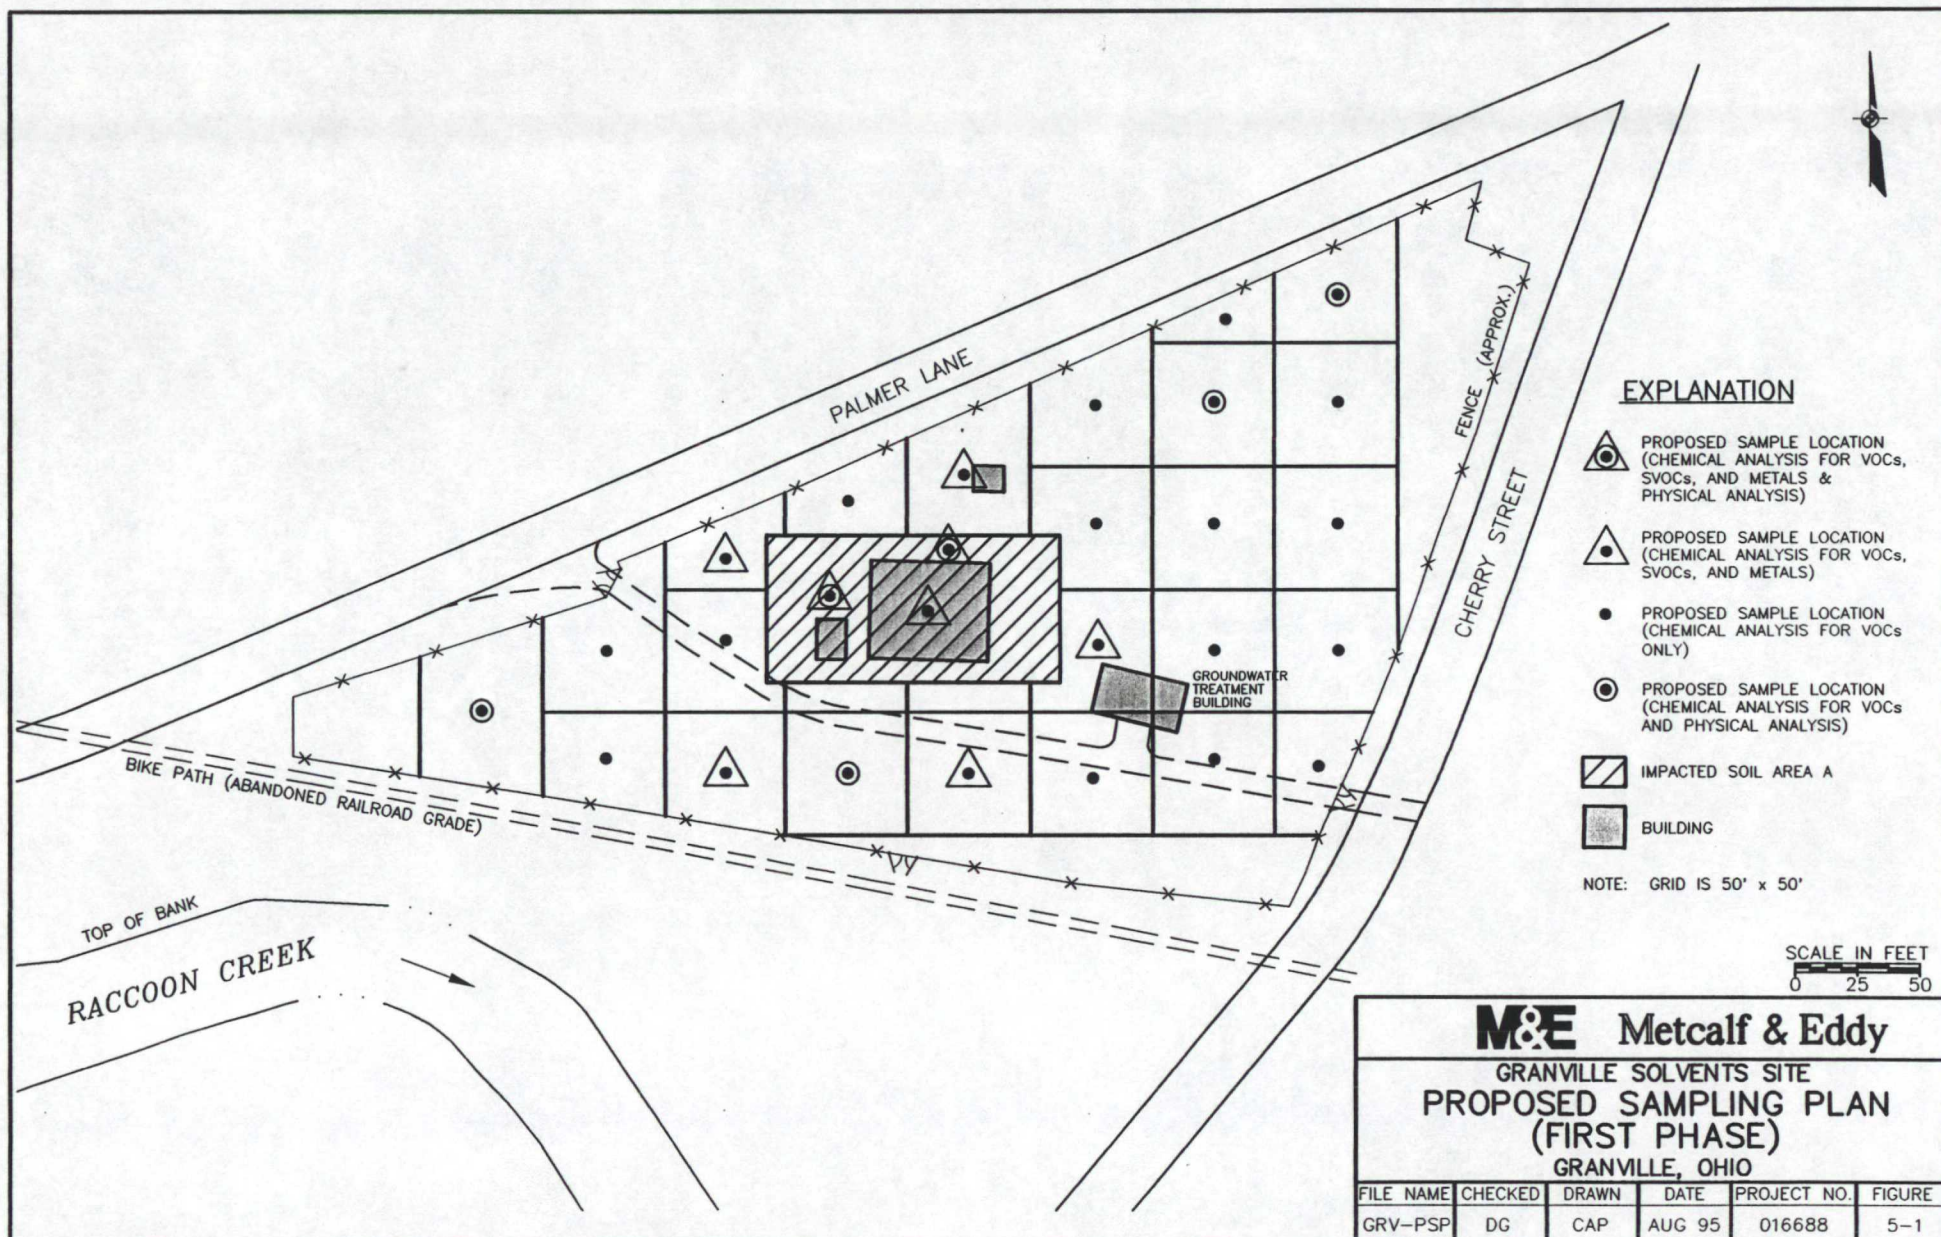 PALMER LANE
FENCE (APPROX.)
CHERRY STREET
GROUNDWATER
TREATMENT
BUILDING
BIKE PATH (ABANDONED RAILROAD GRADE)
TOP OF BANK
RACCOON CREEK
EXPLANATION
PROPOSED SAMPLE LOCATION
(CHEMICAL ANALYSIS FOR VOCs,
SVOCs, AND METALS &
PHYSICAL ANALYSIS)
PROPOSED SAMPLE LOCATION
(CHEMICAL ANALYSIS FOR VOCs,
SVOCs, AND METALS)
PROPOSED SAMPLE LOCATION
(CHEMICAL ANALYSIS FOR VOCs
ONLY)
PROPOSED SAMPLE LOCATION
(CHEMICAL ANALYSIS FOR VOCs
AND PHYSICAL ANALYSIS)
IMPACTED SOIL AREA A
BUILDING
NOTE: GRID IS 50' x 50'
SCALE IN FEET
0 25 50
M&E Metcalf & Eddy
GRANVILLE SOLVENTS SITE
PROPOSED SAMPLING PLAN
(FIRST PHASE)
GRANVILLE, OHIO
FILE NAME CHECKED DRAWN DATE PROJECT NO. FIGURE
GRV-PSP DG CAP AUG 95 016688 5-1